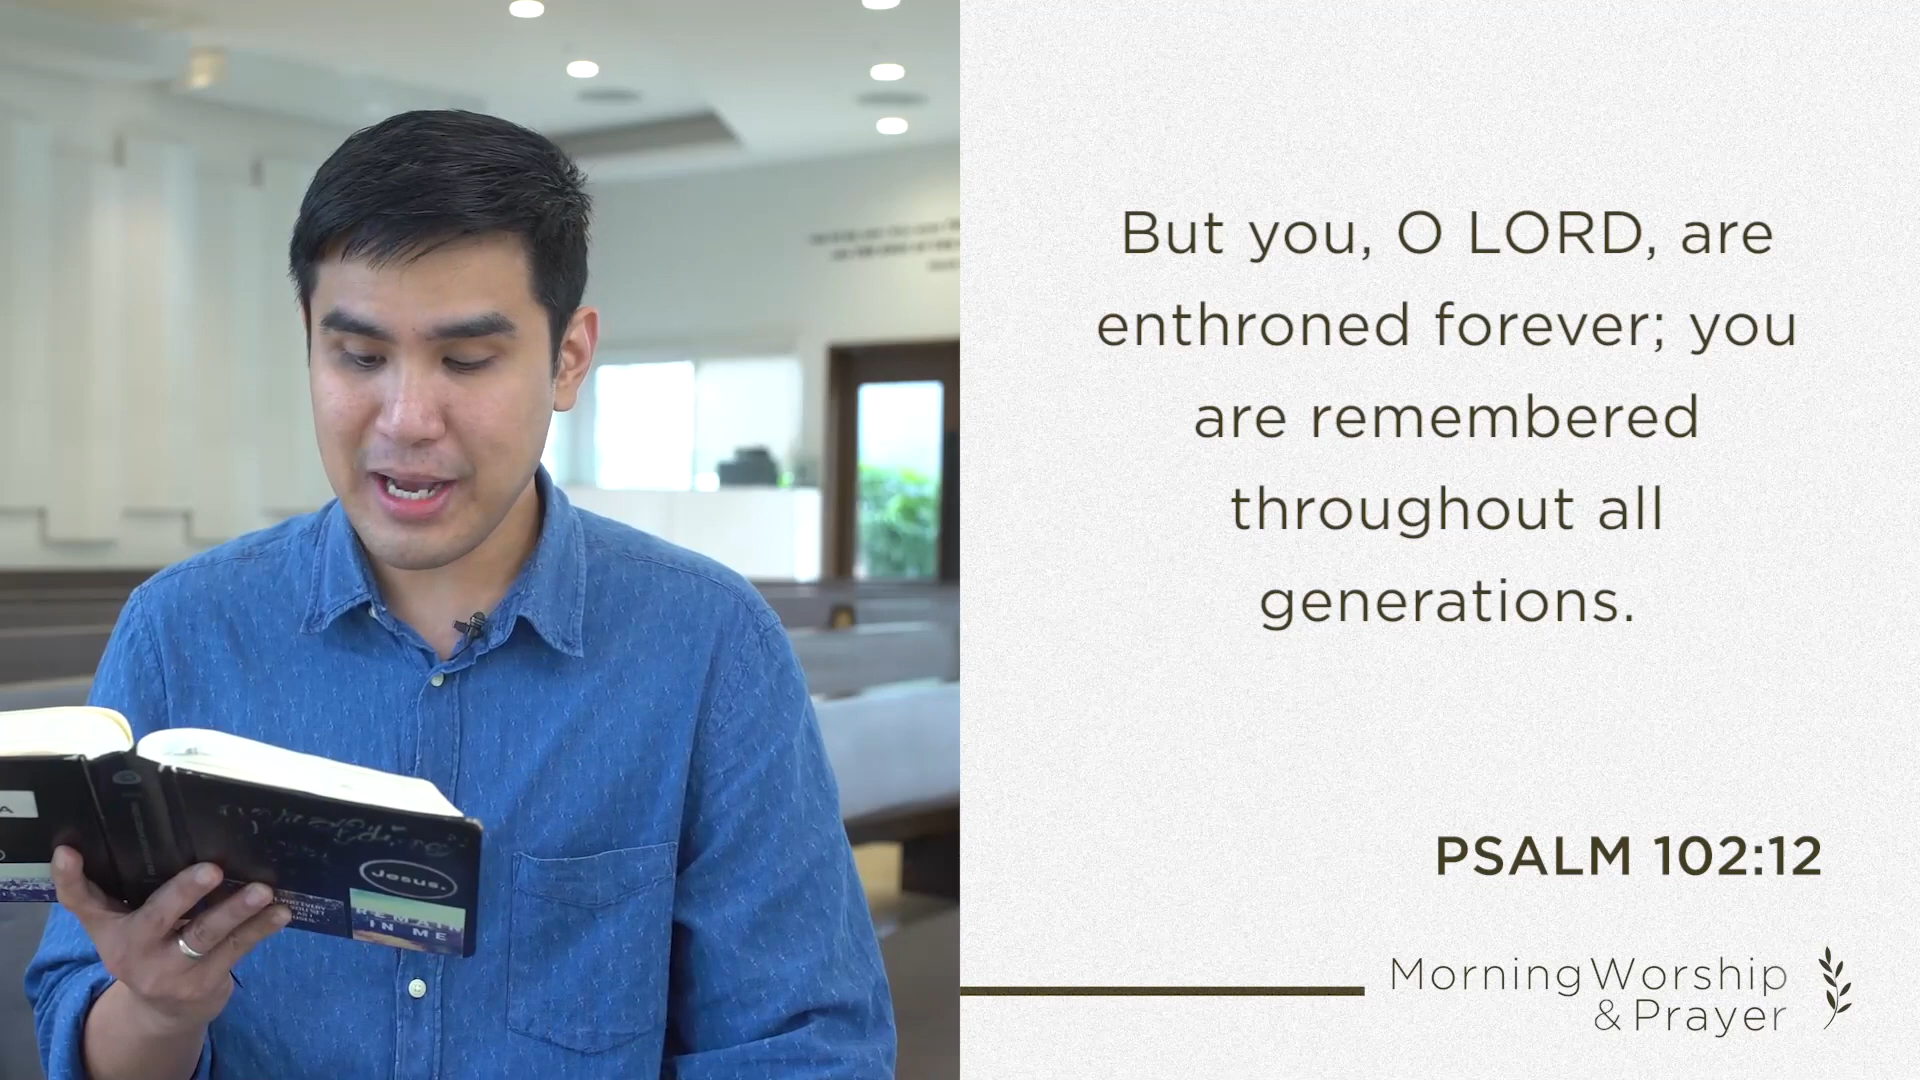 But you, O LORD, are
enthroned forever; you
are remembered
throughout all
generations.
PSALM 102:12
Morning Worship
& Prayer
Jesus.
REMAIN
IN ME
A